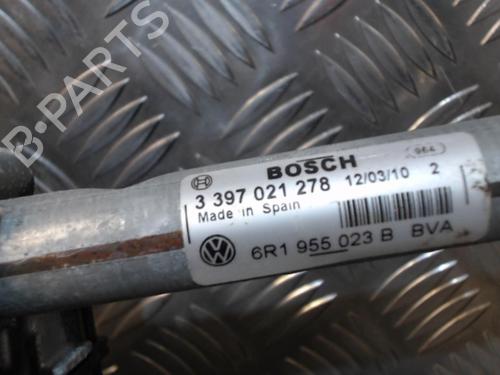 B-PARTS
964
BOSCH
3 397 021 278 12/03/10 2
Made in Spain
6R1 955 023 B BVA